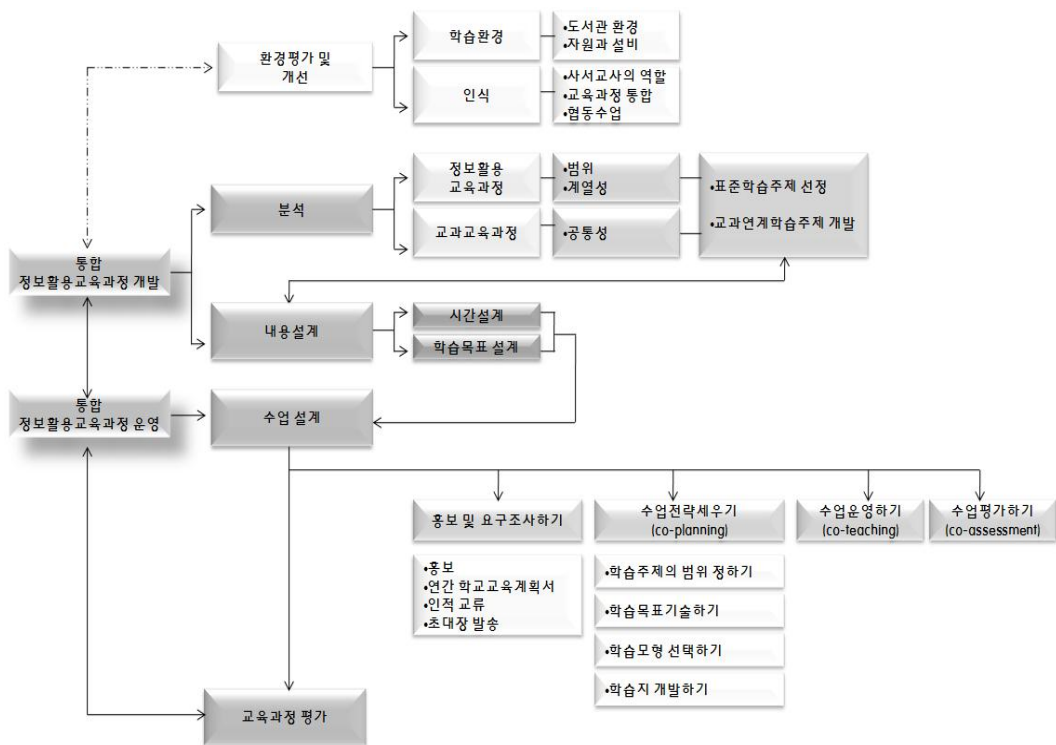 환경평가 및
개선
학습환경
•도서관 환경
•자원과 설비
인식
•사서교사의 역할
•교육과정 통합
•협동수업
통합
정보활용교육과정 개발
분석
정보활용
교육과정
•범위
•계열성
교과교육과정
•공통성
•표준학습주제 선정
•교과연계학습주제 개발
내용설계
시간설계
학습목표 설계
통합
정보활용교육과정 운영
수업 설계
홍보 및 요구조사하기
•홍보
•연간 학교교육계획서
•인적 교류
•초대장 발송
수업전략세우기
(co-planning)
•학습주제의 범위 정하기
•학습목표기술하기
•학습모형 선택하기
•학습지 개발하기
수업운영하기
(co-teaching)
수업평가하기
(co-assessment)
교육과정 평가